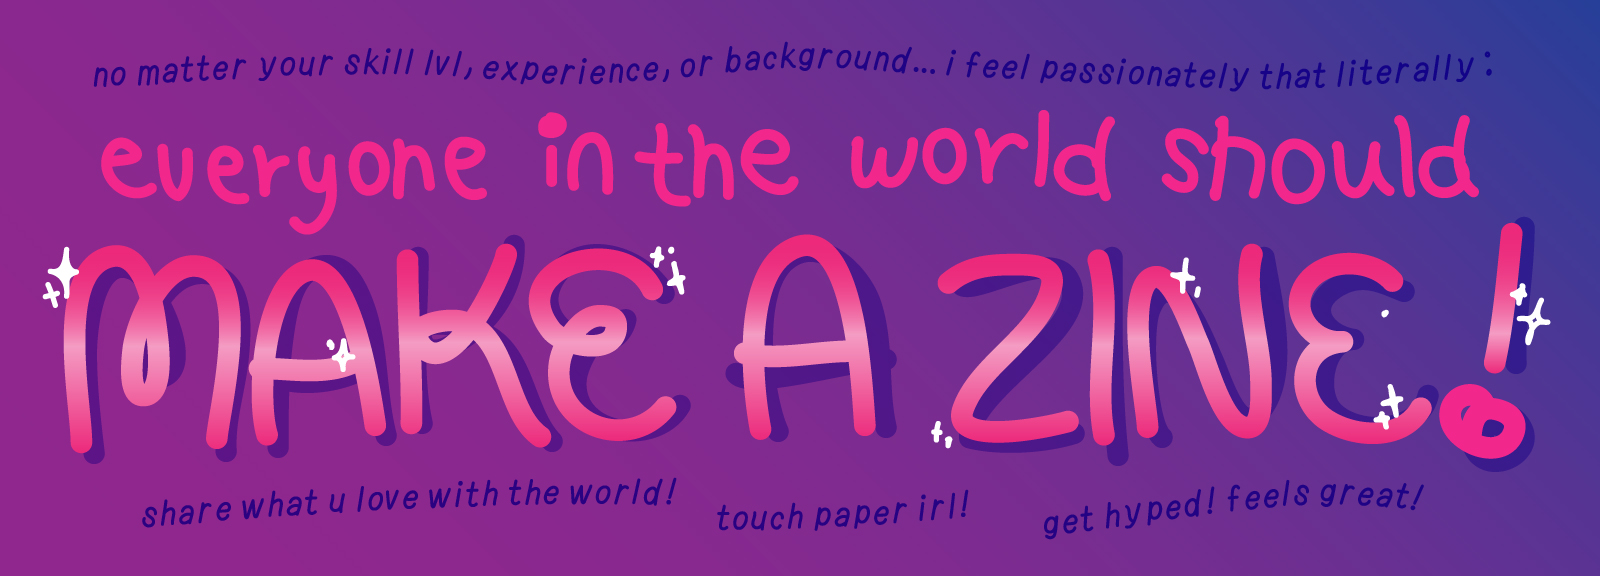 no matter your skill lvl, experience, or background... i feel passionately that literally:
everyone in the world should
MAKE A ZINE!
share what u love with the world! touch paper irl! get hyped! feels great!